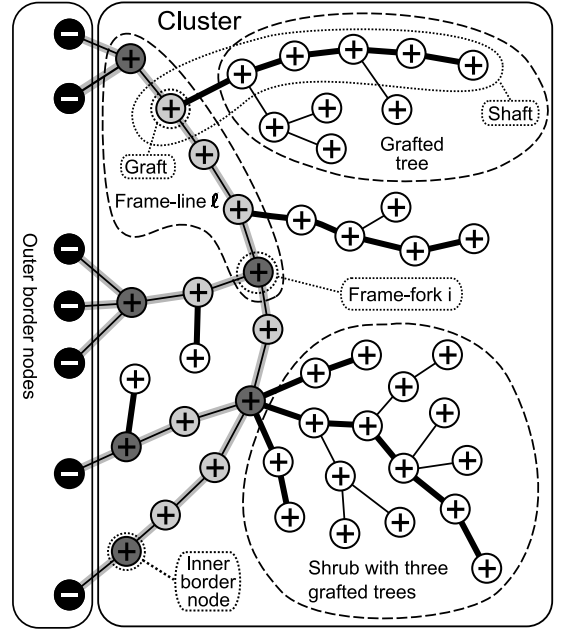 Cluster
Shaft
Grafted
tree
Graft
Frame-line ℓ
Outer border nodes
Frame-fork i
Inner
border
node
Shrub with three
grafted trees